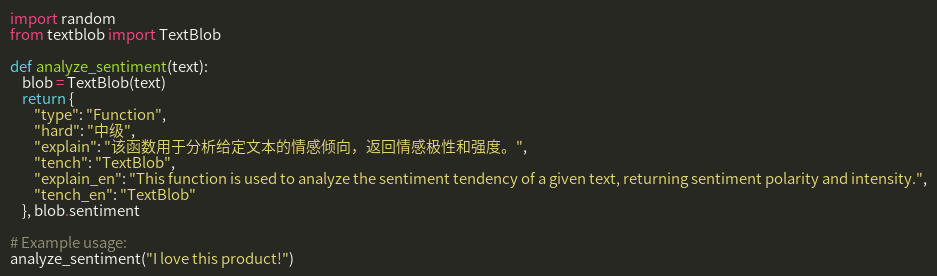 import random
from textblob import TextBlob

def analyze_sentiment(text):
    blob = TextBlob(text)
    return {
        "type": "Function",
        "hard": "中级",
        "explain": "该函数用于分析给定文本的情感倾向，返回情感极性和强度。",
        "tench": "TextBlob",
        "explain_en": "This function is used to analyze the sentiment tendency of a given text, returning sentiment polarity and intensity.",
        "tench_en": "TextBlob"
    }, blob.sentiment

# Example usage:
analyze_sentiment("I love this product!")